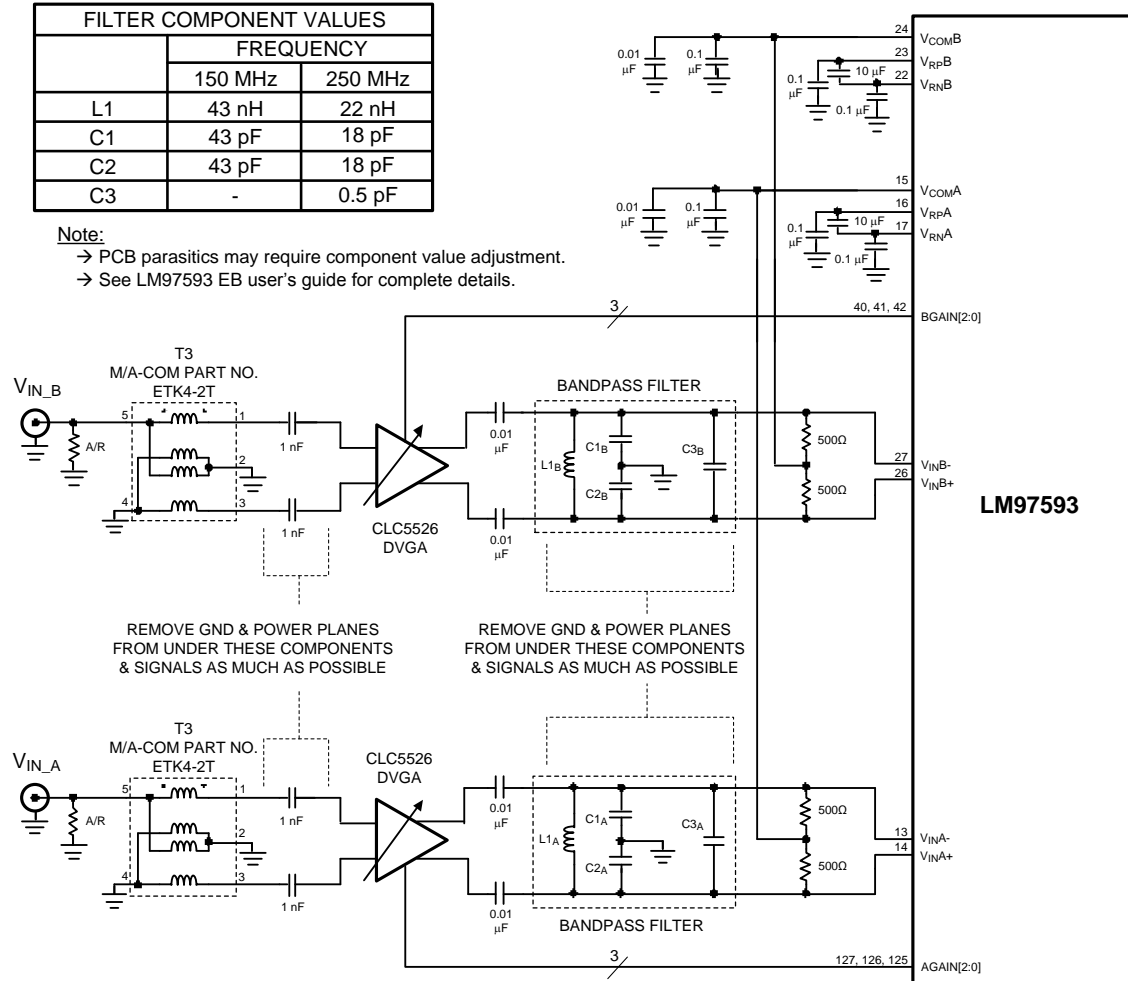 FILTER COMPONENT VALUES
FREQUENCY
150 MHz 250 MHz
L1 43 nH 22 nH
C1 43 pF 18 pF
C2 43 pF 18 pF
C3 - 0.5 pF
Note:
→ PCB parasitics may require component value adjustment.
→ See LM97593 EB user's guide for complete details.
0.01
µF
0.1
µF
24
VCOMB
23
VRPB
22
VRNB
0.1
µF
10 µF
0.1 µF
0.01
µF
0.1
µF
15
VCOMA
16
VRPA
17
VRNA
0.1
µF
10 µF
0.1 µF
3
40, 41, 42
BGAIN[2:0]
T3
M/A-COM PART NO.
ETK4-2T
VIN_B
A/R
5
1
2
4
3
1 nF
1 nF
CLC5526
DVGA
0.01
µF
0.01
µF
BANDPASS FILTER
L1B
C1B
C2B
C3B
500Ω
500Ω
27
VINB-
26
VINB+
LM97593
REMOVE GND & POWER PLANES
FROM UNDER THESE COMPONENTS
& SIGNALS AS MUCH AS POSSIBLE
REMOVE GND & POWER PLANES
FROM UNDER THESE COMPONENTS
& SIGNALS AS MUCH AS POSSIBLE
T3
M/A-COM PART NO.
ETK4-2T
VIN_A
A/R
5
1
2
4
3
1 nF
1 nF
CLC5526
DVGA
0.01
µF
0.01
µF
L1A
C1A
C2A
C3A
BANDPASS FILTER
500Ω
500Ω
13
VINA-
14
VINA+
3
127, 126, 125
AGAIN[2:0]